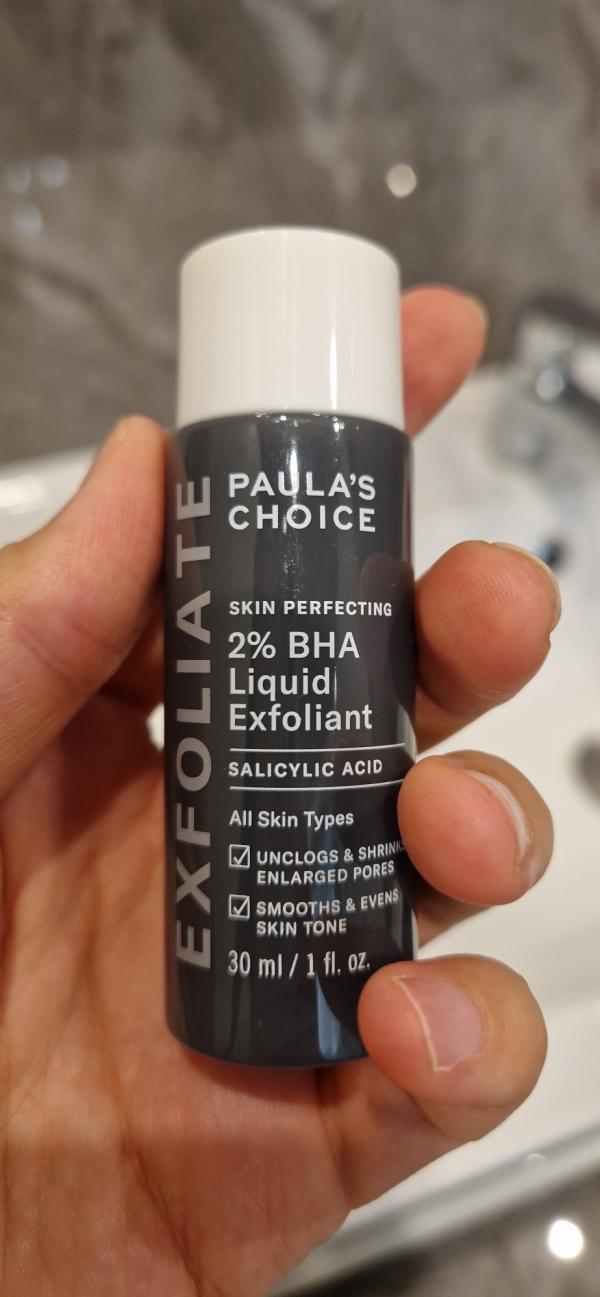 EXFOLIATE
PAULA'S
CHOICE
SKIN PERFECTING
2% BHA
Liquid
Exfoliant
SALICYLIC ACID
All Skin Types
UNCLOGS & SHRINKS
ENLARGED PORES
SMOOTHS & EVENS
SKIN TONE
30 ml / 1 fl. oz.